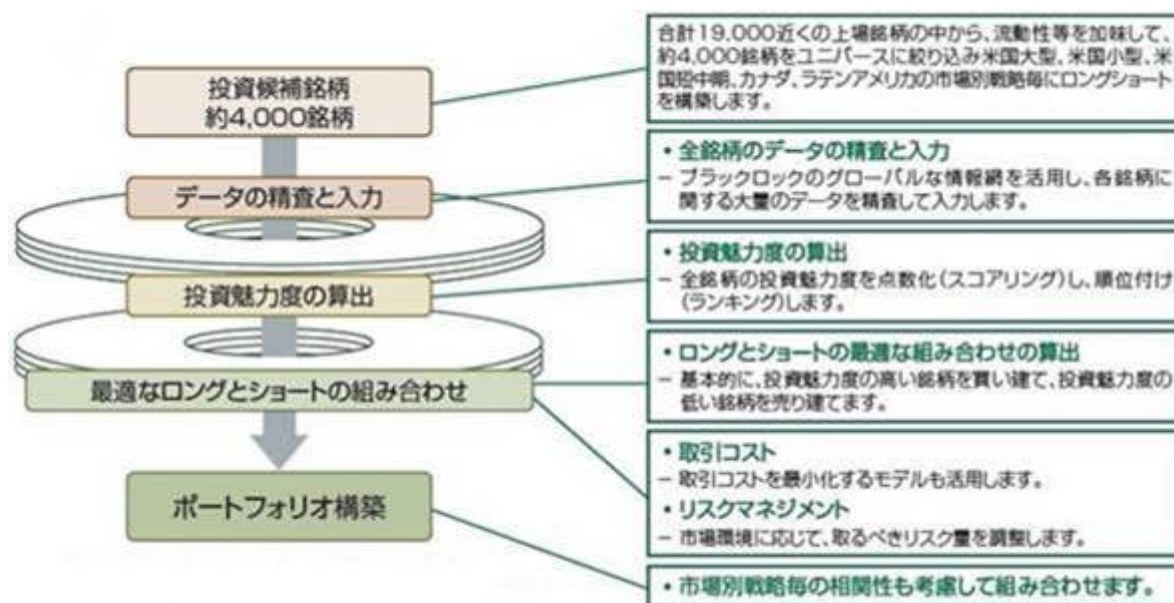 投資候補銘柄
約4,000銘柄
データの精査と入力
投資魅力度の算出
最適なロングとショートの組み合わせ
ポートフォリオ構築
合計19,000近くの上場銘柄の中から、流動性等を加味して、
約4,000銘柄をユニバースに絞り込み米国大型、米国小型、米
国短中期、カナダ、ラテンアメリカの市場別戦略毎にロングショート
を構築します。
・全銘柄のデータの精査と入力
− ブラックロックのグローバルな情報網を活用し、各銘柄に
関する大量のデータを精査して入力します。
・投資魅力度の算出
− 全銘柄の投資魅力度を点数化(スコアリング)し、順位付け
(ランキング)します。
・ロングとショートの最適な組み合わせの算出
− 基本的に、投資魅力度の高い銘柄を買い建て、投資魅力度の
低い銘柄を売り建てます。
・取引コスト
− 取引コストを最小化するモデルも活用します。
・リスクマネジメント
− 市場環境に応じて、取るべきリスク量を調整します。
・市場別戦略毎の相関性も考慮して組み合わせます。